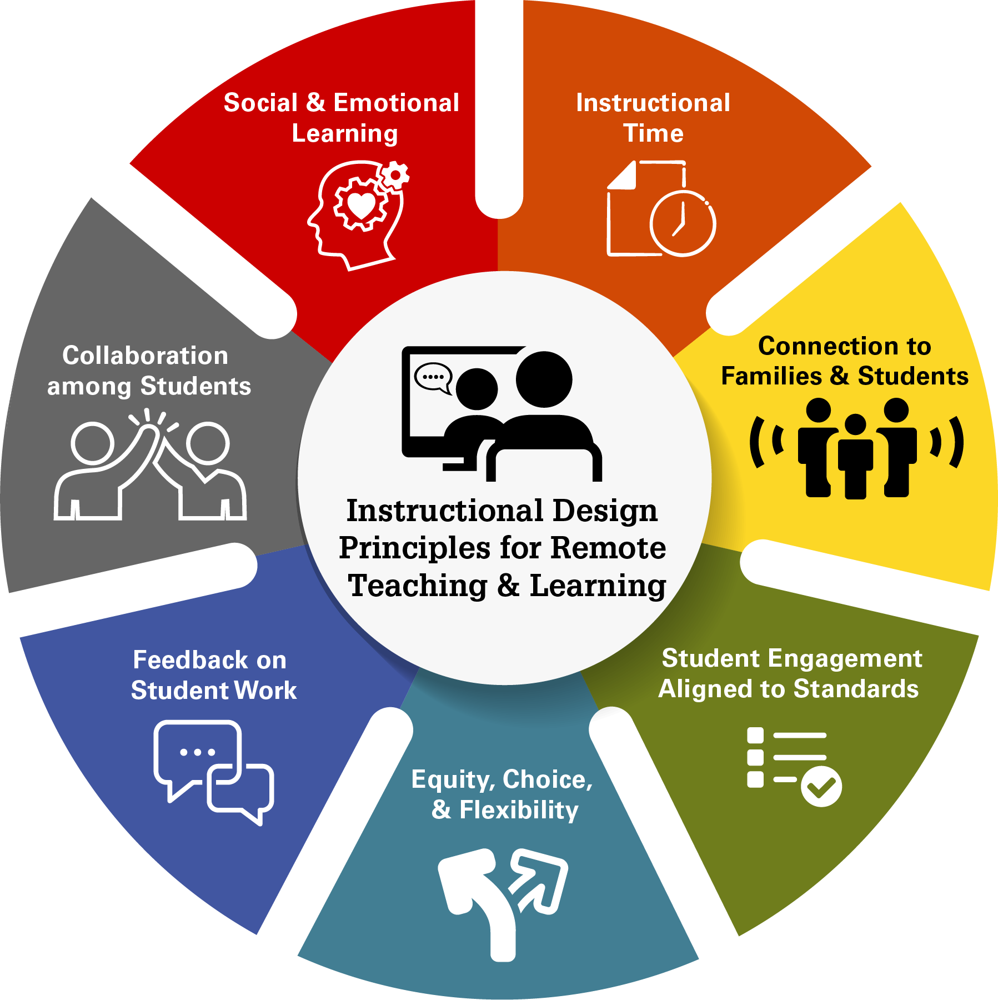 Social & Emotional
Learning
Instructional
Time
Connection to
Families & Students
Student Engagement
Aligned to Standards
Equity, Choice,
& Flexibility
Feedback on
Student Work
Collaboration
among Students
Instructional Design
Principles for Remote
Teaching & Learning